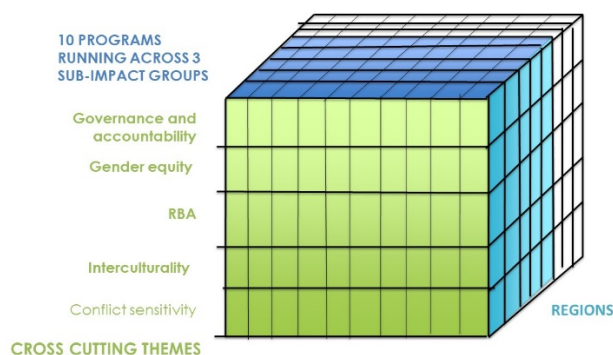 10 PROGRAMS
RUNNING ACROSS 3
SUB-IMPACT GROUPS
Governance and
accountability
Gender equity
RBA
Interculturality
Conflict sensitivity
REGIONS
CROSS CUTTING THEMES